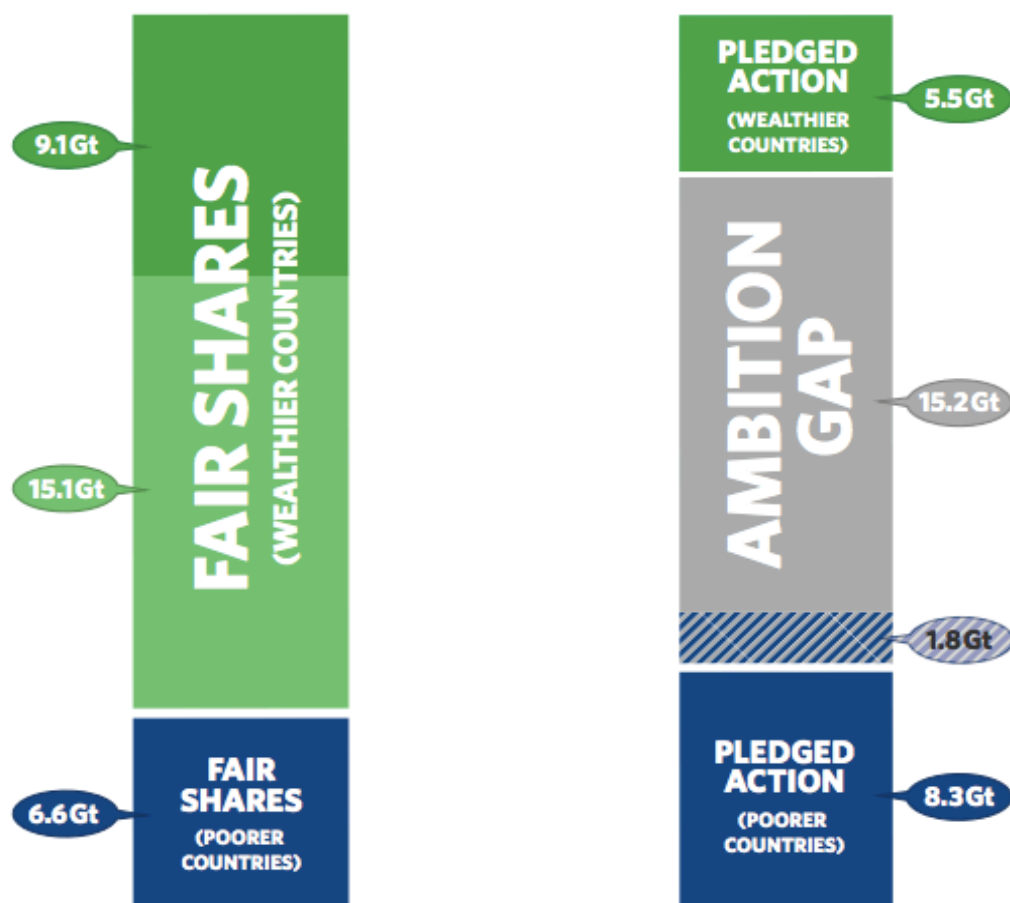 9.1Gt
FAIR SHARES
(WEALTHIER COUNTRIES)
15.1Gt
FAIR
SHARES
(POORER
COUNTRIES)
6.6Gt
PLEDGED
ACTION
(WEALTHIER
COUNTRIES)
5.5Gt
AMBITION
GAP
15.2Gt
1.8Gt
PLEDGED
ACTION
(POORER
COUNTRIES)
8.3Gt